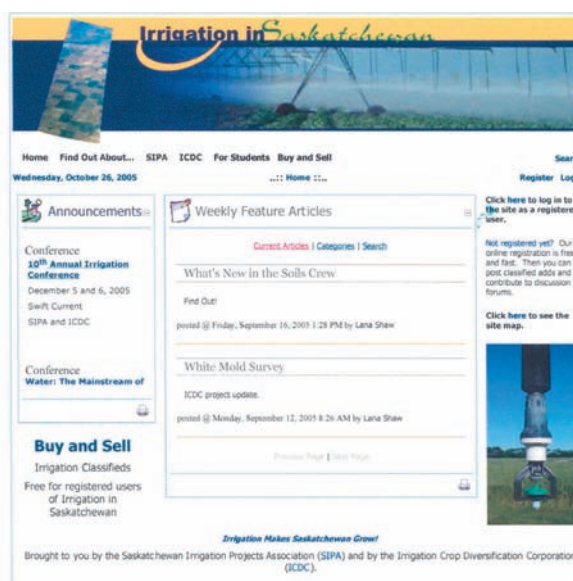 Irrigation in Saskatchewan
Home Find Out About... SIPA ICDC For Students Buy and Sell
Wednesday, October 26, 2005 ..:: Home ::.. Register
Announcements
Conference
10th Annual Irrigation
Conference
December 5 and 6, 2005
Swift Current
SIPA and ICDC
Conference
Water: The Mainstream of
Buy and Sell
Irrigation Classifieds
Free for registered users
of Irrigation in
Saskatchewan
Weekly Feature Articles
Current Articles | Categories | Search
What's New in the Soils Crew
Find Out!
posted @ Friday, September 16, 2005 1:28 PM by Lana Shaw
White Mold Survey
ICDC project update.
posted @ Monday, September 12, 2005 8:26 AM by Lana Shaw
Previous Page | Next Page
Click here to log in to
the site as a registere
user.
Not registered yet? Our
online registration is free
and fast. Then you can
post classified adds and
contribute to discussion
forums.
Click here to see the
site map.
Irrigation Makes Saskatchewan Grow!
Brought to you by the Saskatchewan Irrigation Projects Association (SIPA) and by the Irrigation Crop Diversification Corporation
(ICDC).